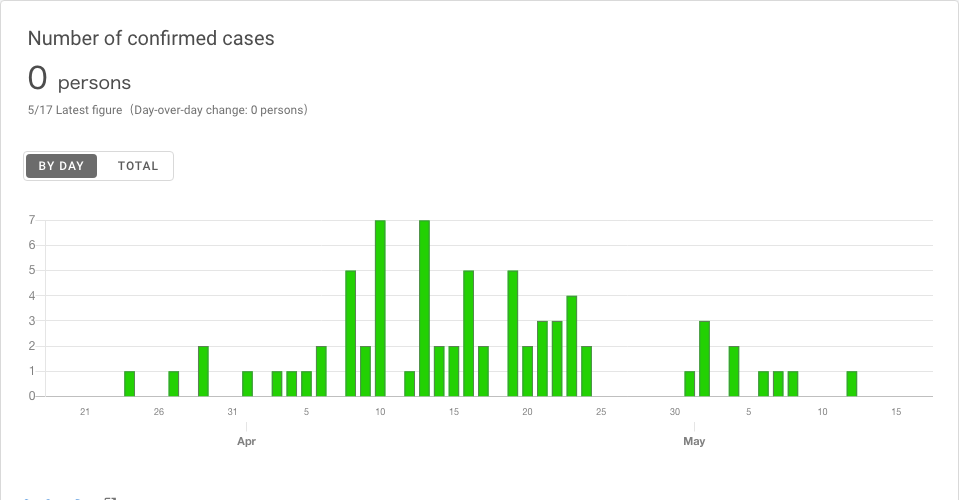 Number of confirmed cases
0 persons
5/17 Latest figure（Day-over-day change: 0 persons）
BY DAY TOTAL
7
6
5
4
3
2
1
0
21 26 31 5 10 15 20 25 30 5 10 15
Apr May